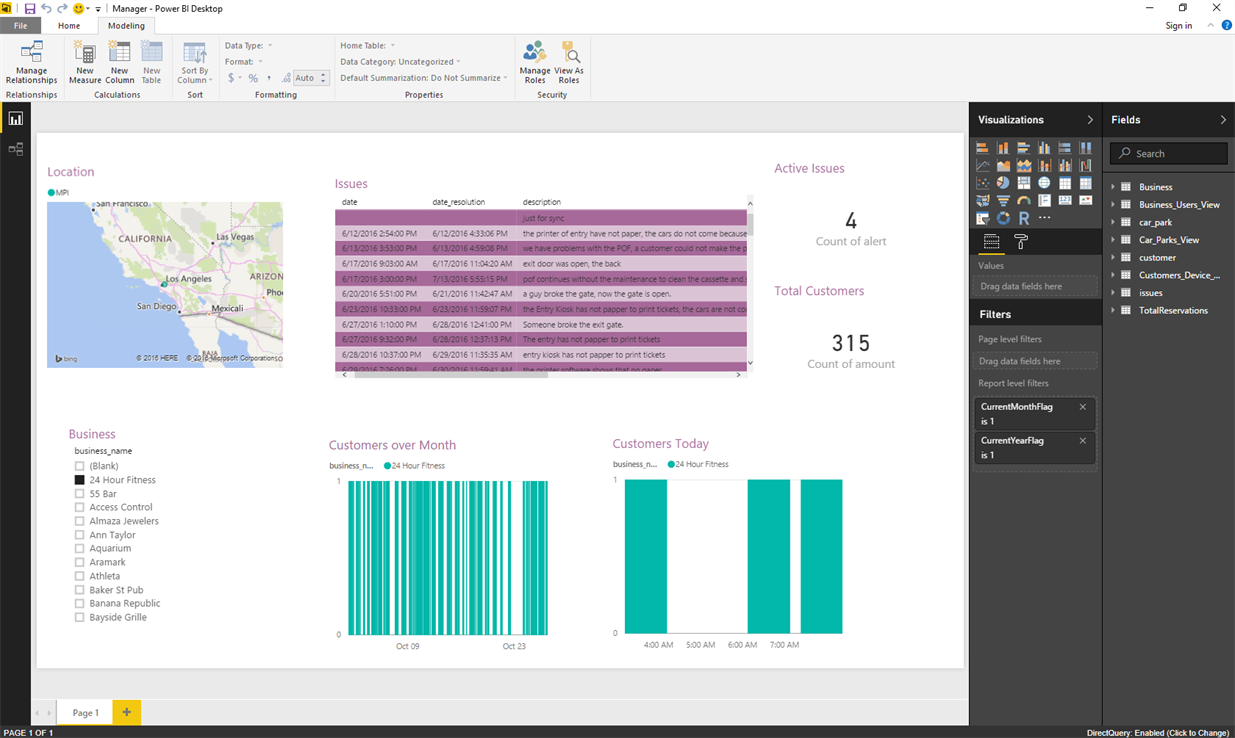 Manager - Power BI Desktop
Sign in
File
Home
Modeling
Manage Relationships
New Measure
New Column
New Table
Sort By Column
Data Type:
Format:
$ % , Auto
Home Table:
Data Category: Uncategorized
Default Summarization: Do Not Summarize
Manage Roles
View As Roles
Relationships
Calculations
Sort
Formatting
Properties
Security
Location
MPI
San Francisco
CALIFORNIA
Las Vegas
Los Angeles
ARIZON
Pho
San Diego
Mexicali
BAJA
bing
© 2016 HERE © 2016 Microsoft Corporation
Issues
date date_resolution description
just for sync
6/12/2016 2:54:00 PM 6/12/2016 4:33:06 PM the printer of entry have not paper, the cars do not come because
6/13/2016 3:53:00 PM 6/13/2016 4:59:08 PM we have problems with the POF, a customer could not make the p
6/17/2016 9:03:00 AM 6/17/2016 11:04:20 AM exit door was open, the back
6/17/2016 3:00:00 PM 7/13/2016 5:55:15 PM pof continues without the maintenance to clean the cassette and
6/20/2016 5:51:00 PM 6/21/2016 11:42:47 AM a guy broke the gate, now the gate is open.
6/23/2016 10:33:00 PM 6/23/2016 11:59:07 PM the Entry Kiosk has not papper to print tickets, the cars are not co
6/27/2016 1:10:00 PM 6/28/2016 12:41:00 PM Someone broke the exit gate.
6/27/2016 9:32:00 PM 6/28/2016 12:37:13 PM The entry has not papper to print tickets
6/28/2016 10:37:00 PM 6/29/2016 11:35:35 AM entry kiosk has not papper to print tickets
6/29/2016 7:26:00 PM 6/30/2016 11:59:41 AM the printer software shows that no paper
Active Issues
4
Count of alert
Total Customers
315
Count of amount
Business
business_name
(Blank)
24 Hour Fitness
55 Bar
Access Control
Almaza Jewelers
Ann Taylor
Aquarium
Aramark
Athleta
Baker St Pub
Banana Republic
Bayside Grille
Customers over Month
business_n... 24 Hour Fitness
1
0
Oct 09 Oct 23
Customers Today
business_n... 24 Hour Fitness
1
0
4:00 AM 5:00 AM 6:00 AM 7:00 AM
Visualizations
R ...
Values
Drag data fields here
Filters
Page level filters
Drag data fields here
Report level filters
CurrentMonthFlag
is 1
CurrentYearFlag
is 1
Fields
Search
Business
Business_Users_View
car_park
Car_Parks_View
customer
Customers_Device_...
issues
TotalReservations
Page 1
+
PAGE 1 OF 1
DirectQuery: Enabled (Click to Change)